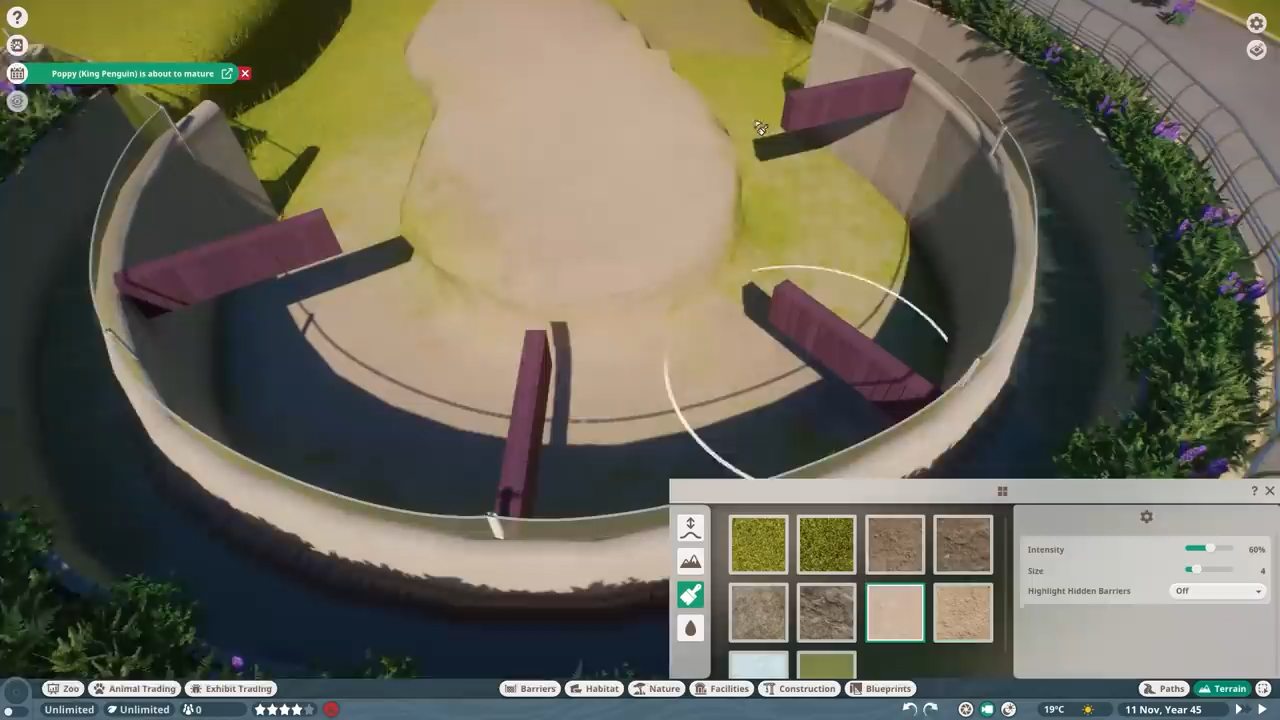 ?
Poppy (King Penguin) is about to mature
?
Intensity 60%
Size 4
Highlight Hidden Barriers Off
Zoo Animal Trading Exhibit Trading Barriers Habitat Nature Facilities Construction Blueprints Paths Terrain
Unlimited Unlimited 0 19°C 11 Nov, Year 45